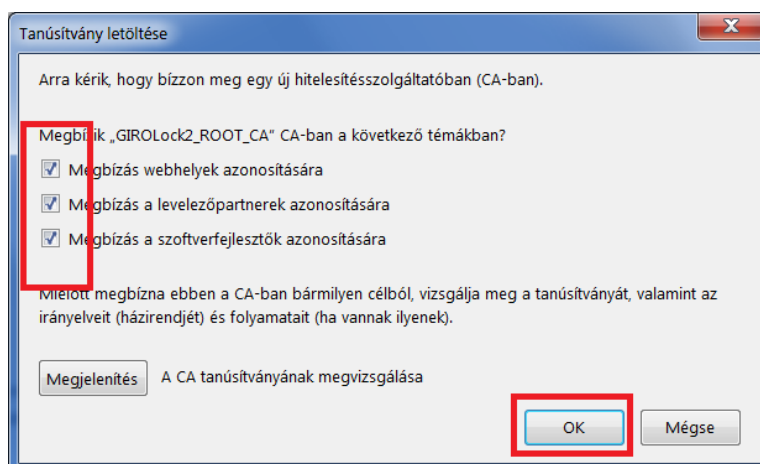 Tanúsítvány letöltése
Arra kérik, hogy bízzon meg egy új hitelesítésszolgáltatóban (CA-ban).
Megbízik „GIROLock2_ROOT_CA" CA-ban a következő témákban?
Megbízás webhelyek azonosítására
Megbízás a levelezőpartnerek azonosítására
Megbízás a szoftverfejlesztők azonosítására
Mielőtt megbízna ebben a CA-ban bármilyen célból, vizsgálja meg a tanúsítványát, valamint az
irányelveit (házirendjét) és folyamatait (ha vannak ilyenek).
Megjelenítés A CA tanúsítványának megvizsgálása
OK Mégse